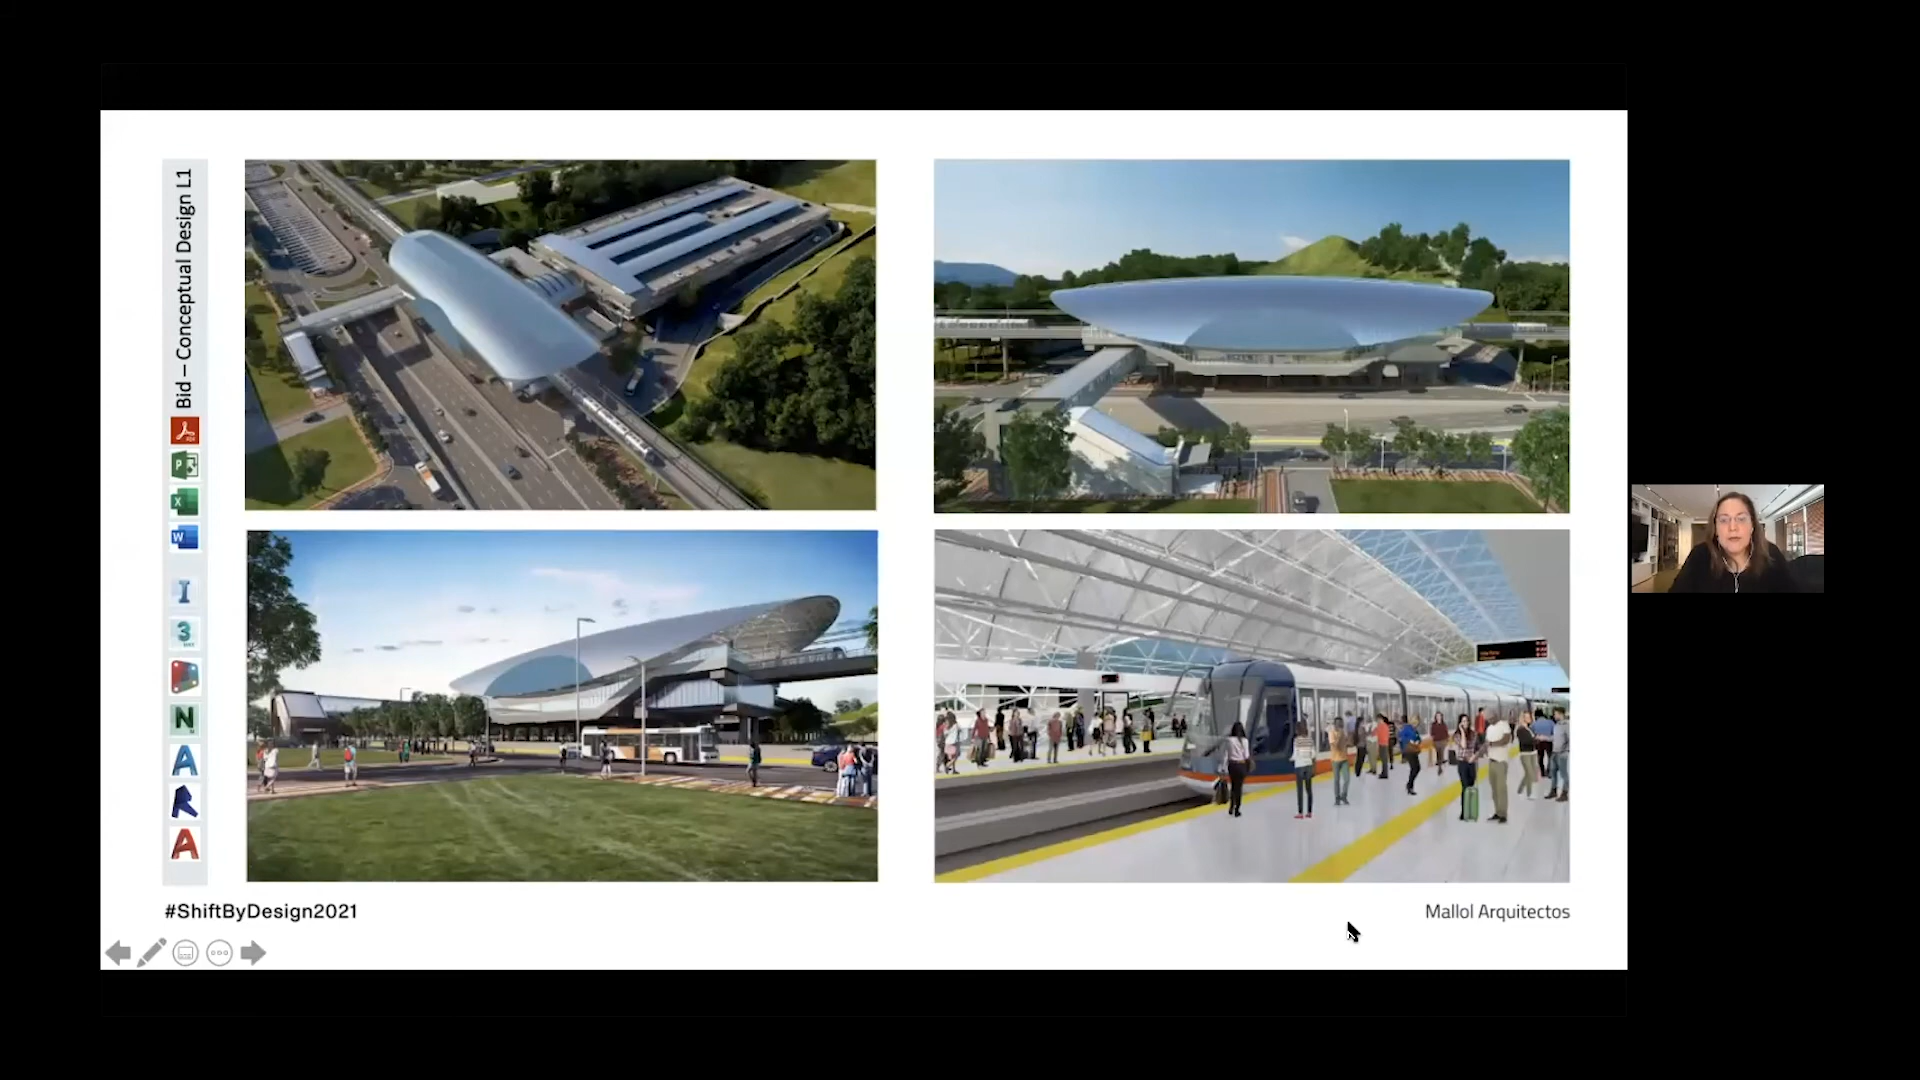 Bid – Conceptual Design L1
#ShiftByDesign2021
Mallol Arquitectos